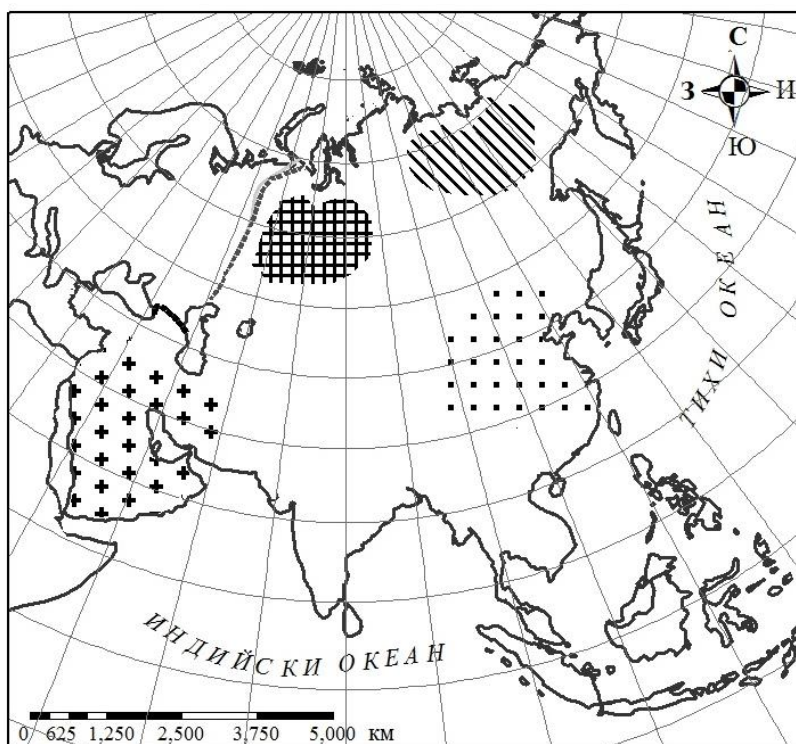 С
З И
Ю
ТИХИ ОКЕАН
ИНДИЙСКИ ОКЕАН
0 625 1,250 2,500 3,750 5,000 км